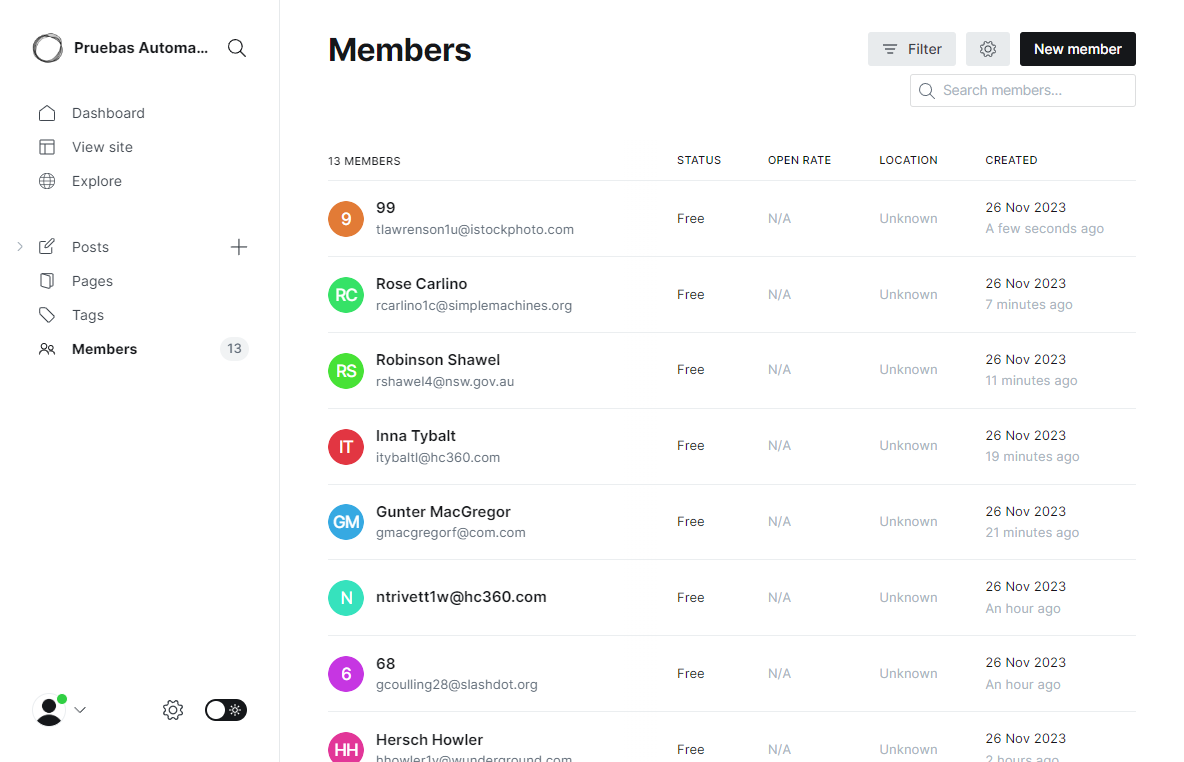 Pruebas Automa...
Dashboard
View site
Explore
Posts
Pages
Tags
Members 13
Members
Filter
New member
Search members...
13 MEMBERS STATUS OPEN RATE LOCATION CREATED
9 99 Free N/A Unknown 26 Nov 2023
tlawrenson1u@istockphoto.com A few seconds ago
RC Rose Carlino Free N/A Unknown 26 Nov 2023
rcarlino1c@simplemachines.org 7 minutes ago
RS Robinson Shawel Free N/A Unknown 26 Nov 2023
rshawel4@nsw.gov.au 11 minutes ago
IT Inna Tybalt Free N/A Unknown 26 Nov 2023
itybaltl@hc360.com 19 minutes ago
GM Gunter MacGregor Free N/A Unknown 26 Nov 2023
gmacgregorf@com.com 21 minutes ago
N ntrivett1w@hc360.com Free N/A Unknown 26 Nov 2023
An hour ago
6 68 Free N/A Unknown 26 Nov 2023
gcoulling28@slashdot.org An hour ago
HH Hersch Howler Free N/A Unknown 26 Nov 2023
2 hours ago